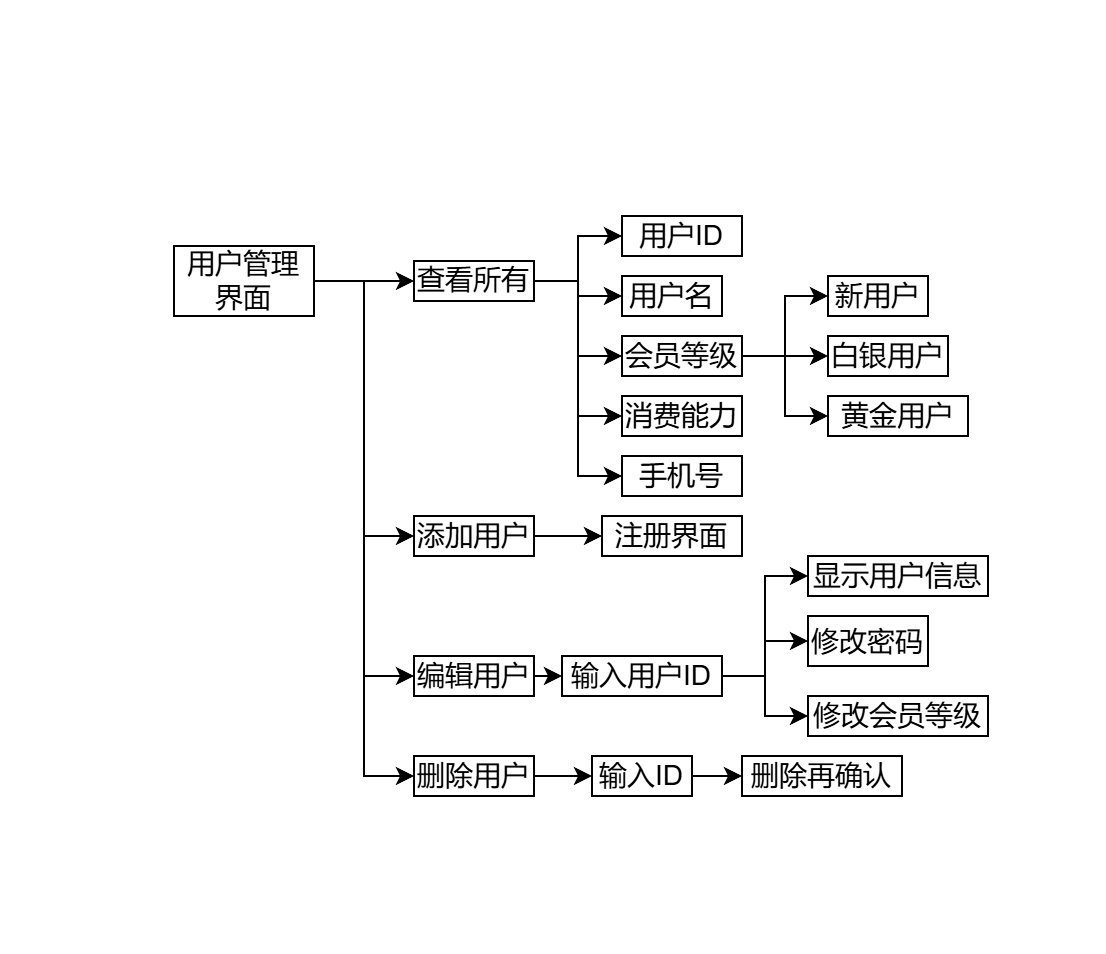 用户管理
界面
查看所有
用户ID
用户名
会员等级
消费能力
手机号
新用户
白银用户
黄金用户
添加用户
注册界面
编辑用户
输入用户ID
显示用户信息
修改密码
修改会员等级
删除用户
输入ID
删除再确认